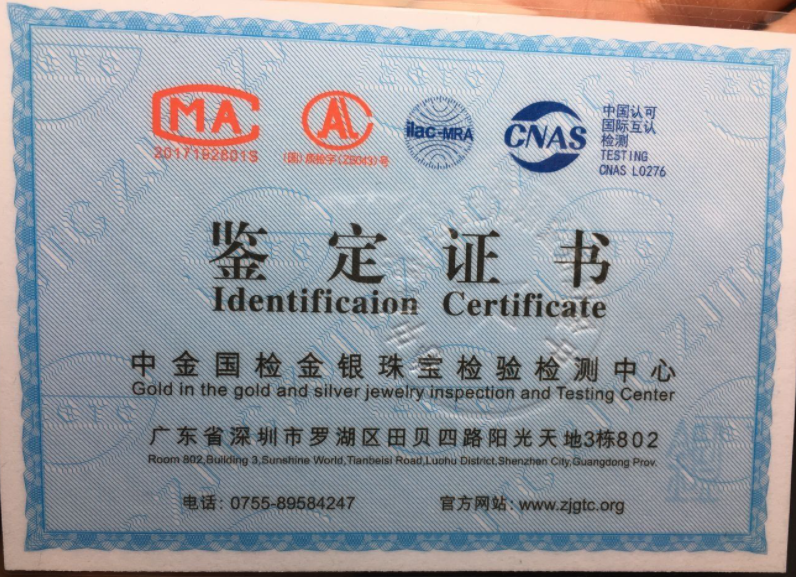 CMA
2017192801S
CAL
(国)质检字(ZB043)号
ilac-MRA
CNAS
中国认可
国际互认
检测
TESTING
CNAS L0276
鉴定证书
Identificaion Certificate
中金国检金银珠宝检验检测中心
Gold in the gold and silver jewelry inspection and Testing Center
广东省深圳市罗湖区田贝四路阳光天地3栋802
Room 802,Building 3,Sunshine World,Tianbeisi Road,Luohu District,Shenzhen City,Guangdong Prov.
电话: 0755-89584247
官方网站: www.zjgtc.org